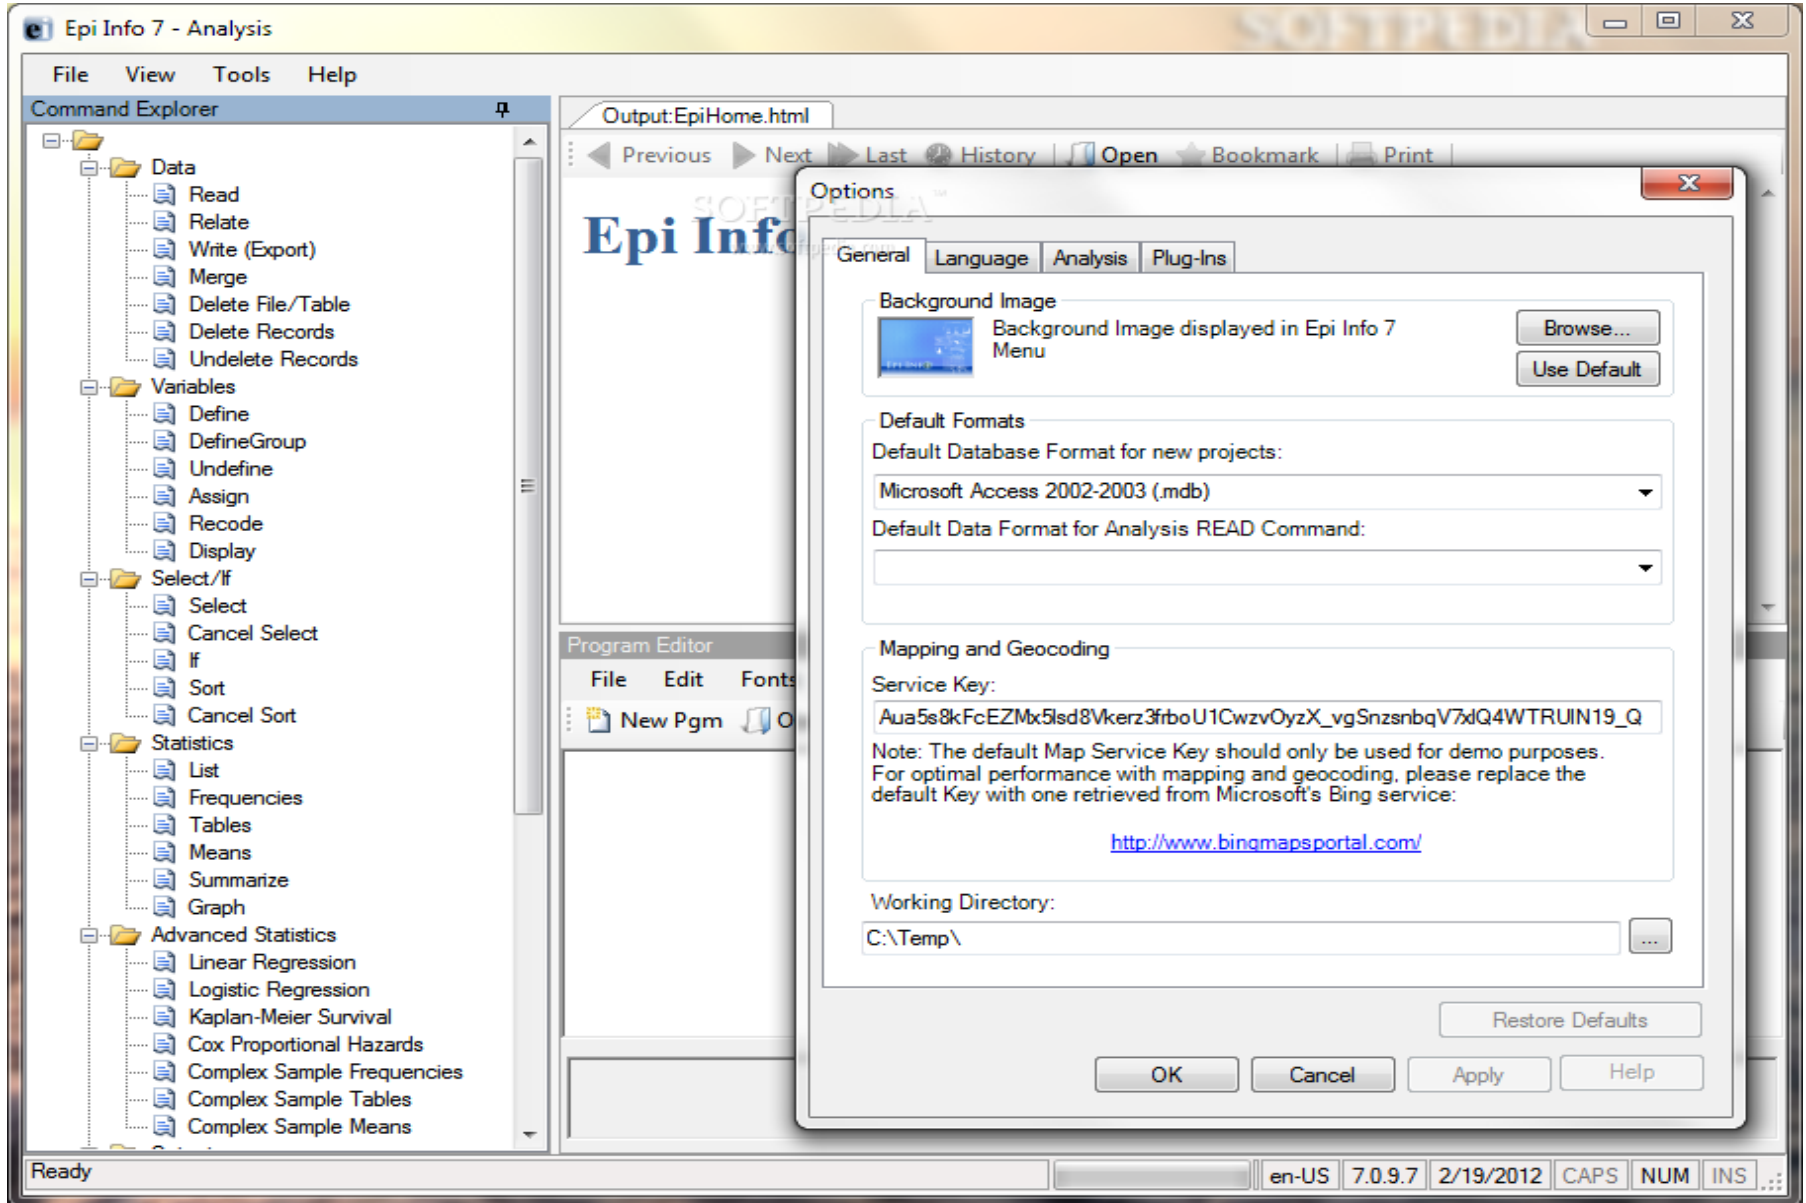 Epi Info 7 - Analysis
SOFTPEDIA
File View Tools Help
Command Explorer
Data
Read
Relate
Write (Export)
Merge
Delete File/Table
Delete Records
Undelete Records
Variables
Define
DefineGroup
Undefine
Assign
Recode
Display
Select/If
Select
Cancel Select
If
Sort
Cancel Sort
Statistics
List
Frequencies
Tables
Means
Summarize
Graph
Advanced Statistics
Linear Regression
Logistic Regression
Kaplan-Meier Survival
Cox Proportional Hazards
Complex Sample Frequencies
Complex Sample Tables
Complex Sample Means
Output:EpiHome.html
Previous Next Last History Open Bookmark Print
SOFTPEDIA™
www.softpedia.com
Epi Info
Program Editor
File Edit Fonts
New Pgm O
Options
General Language Analysis Plug-Ins
Background Image
Background Image displayed in Epi Info 7
Menu
Browse...
Use Default
Default Formats
Default Database Format for new projects:
Microsoft Access 2002-2003 (.mdb)
Default Data Format for Analysis READ Command:
Mapping and Geocoding
Service Key:
Aua5s8kFcEZMx5lsd8Vkerz3frboU1CwzvOyzX_vgSnzsnbqV7xlQ4WTRUIN19_Q
Note: The default Map Service Key should only be used for demo purposes.
For optimal performance with mapping and geocoding, please replace the
default Key with one retrieved from Microsoft's Bing service:
http://www.bingmapsportal.com/
Working Directory:
C:\Temp\
...
Restore Defaults
OK Cancel Apply Help
Ready
en-US 7.0.9.7 2/19/2012 CAPS NUM INS